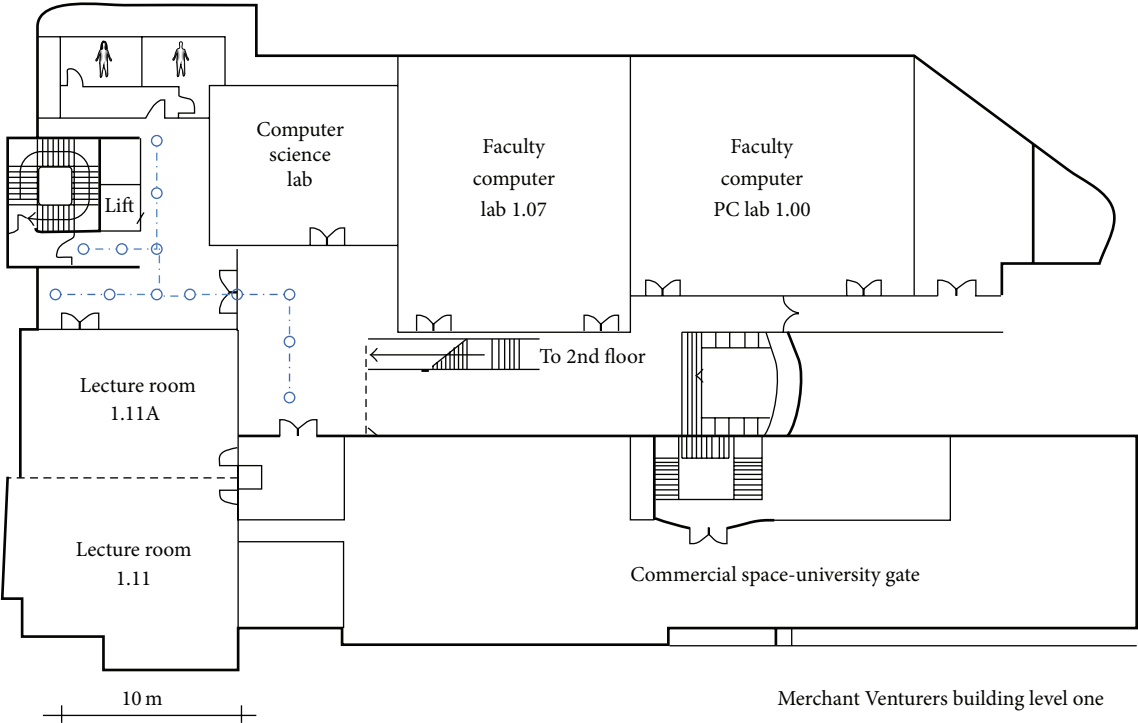 Computer
science
lab
Faculty
computer
lab 1.07
Faculty
computer
PC lab 1.00
Lift
To 2nd floor
Lecture room
1.11A
Lecture room
1.11
Commercial space-university gate
10 m
Merchant Venturers building level one